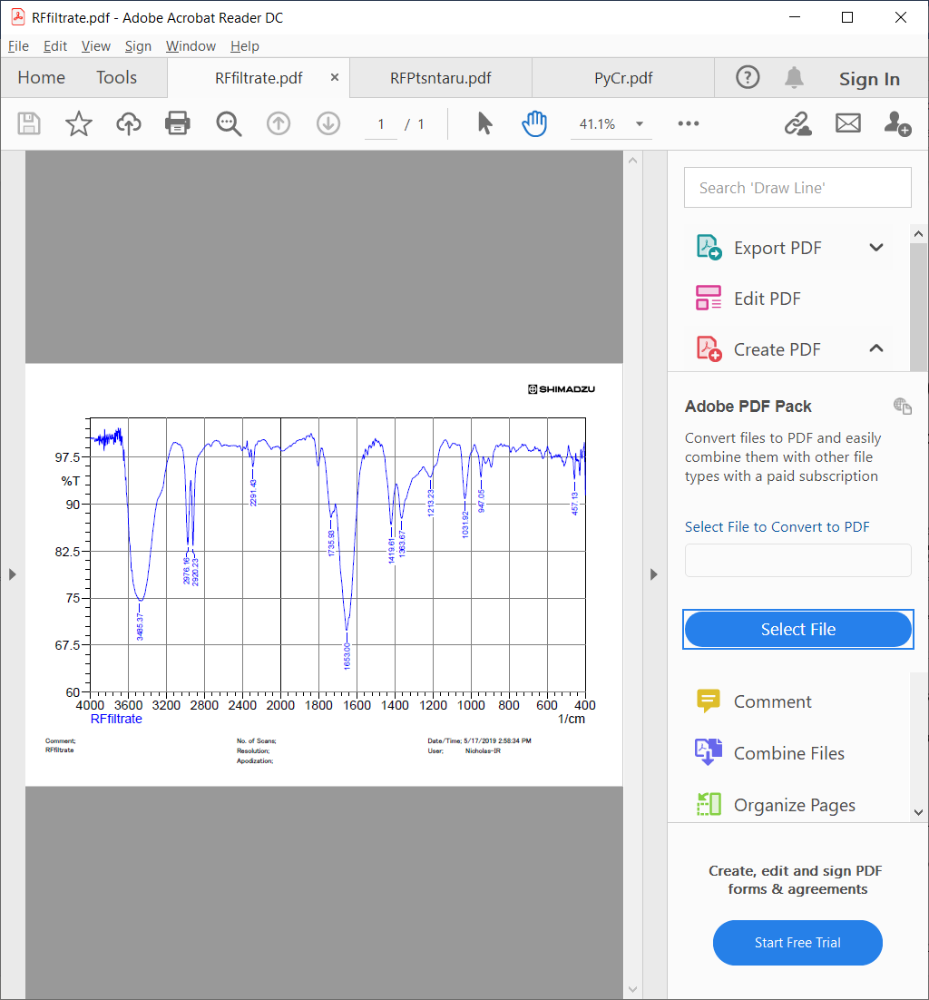 RFfiltrate.pdf - Adobe Acrobat Reader DC
File Edit View Sign Window Help
Home Tools RFfiltrate.pdf × RFPtsntaru.pdf PyCr.pdf ? Sign In
1 / 1 41.1%
Search 'Draw Line'
Export PDF
Edit PDF
Create PDF
Adobe PDF Pack
Convert files to PDF and easily
combine them with other file
types with a paid subscription
Select File to Convert to PDF
Select File
Comment
Combine Files
Organize Pages
Create, edit and sign PDF
forms & agreements
Start Free Trial
SHIMADZU
97.5
%T
90
82.5
75
67.5
60
3485.37
2976.16
2920.23
2291.43
1735.93
1653.00
1419.61
1363.67
1213.23
1031.92
947.05
457.13
4000 3600 3200 2800 2400 2000 1800 1600 1400 1200 1000 800 600 400
RFfiltrate 1/cm
Comment; No. of Scans; Date/Time; 5/17/2019 2:58:34 PM
RFfiltrate Resolution; User; Nicholas-IR
Apodization;